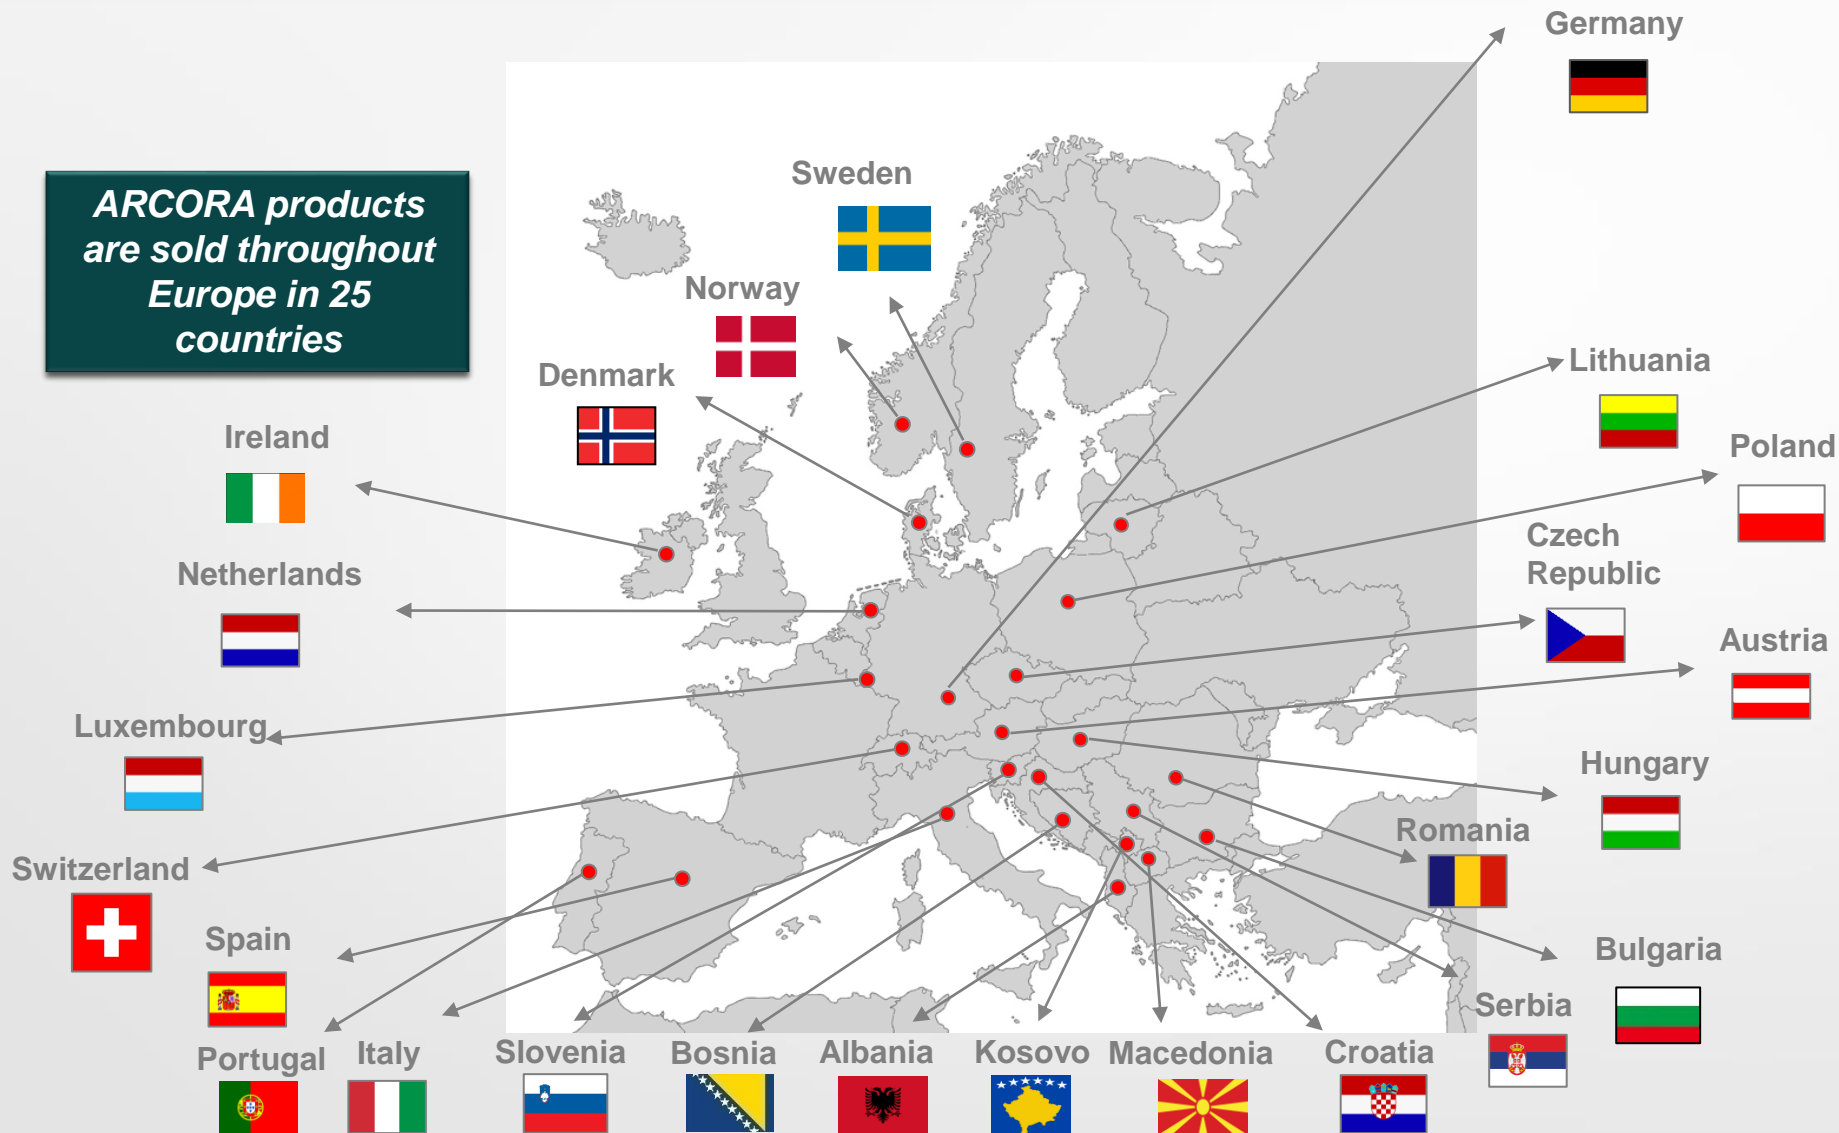 Germany
Sweden
ARCORA products
are sold throughout
Europe in 25
countries
Norway
Denmark
Lithuania
Ireland
Poland
Czech
Republic
Netherlands
Austria
Luxembourg
Hungary
Romania
Switzerland
Spain
Bulgaria
Serbia
Portugal
Italy
Slovenia
Bosnia
Albania
Kosovo
Macedonia
Croatia